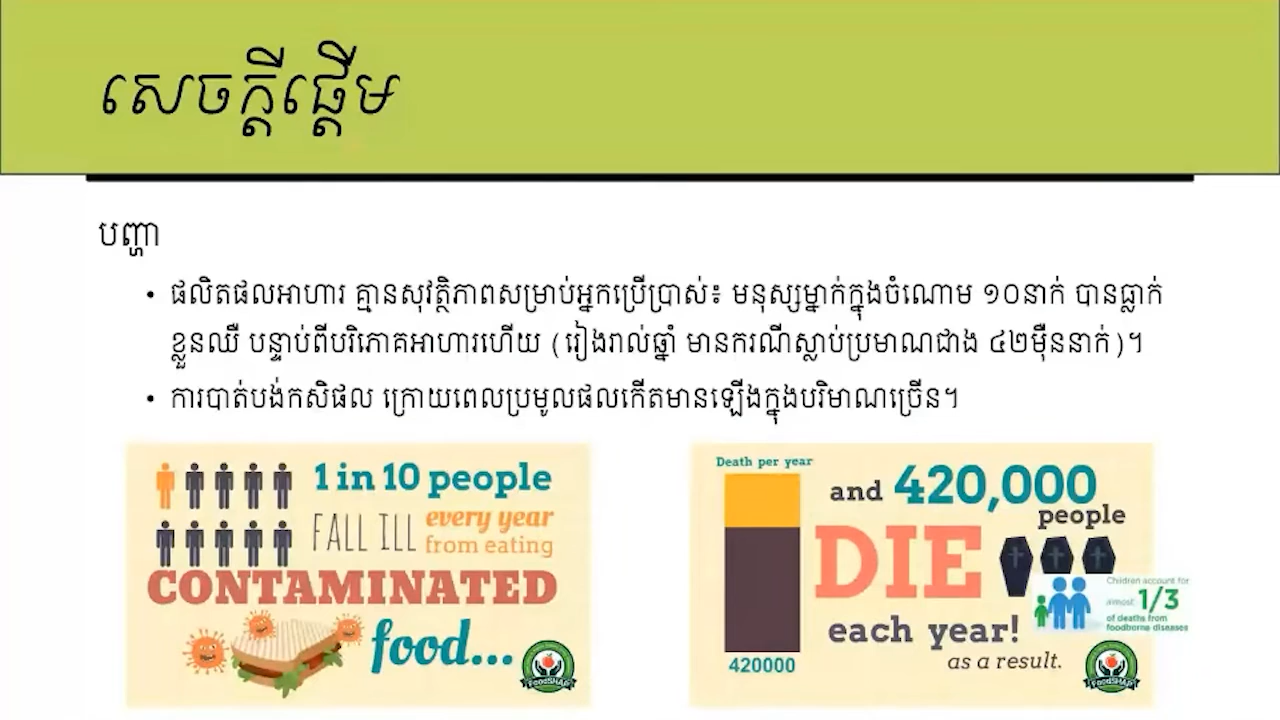 សេចក្តីផ្តើម
បញ្ហា
• ផលិតផលអាហារ គ្មានសុវត្ថិភាពសម្រាប់អ្នកប្រើប្រាស់៖ មនុស្សម្នាក់ក្នុងចំណោម ១០នាក់ បានធ្លាក់
ខ្លួនឈឺ បន្ទាប់ពីបរិភោគអាហារហើយ (រៀងរាល់ឆ្នាំ មានករណីស្លាប់ប្រមាណជាង ៤២ម៉ឺននាក់)។
• ការបាត់បង់កសិផល ក្រោយពេលប្រមូលផលកើតមានឡើងក្នុងបរិមាណច្រើន។
1 in 10 people
FALL ILL every year
from eating
CONTAMINATED
food...
FoodSHAP
Death per year
and 420,000
people
DIE
each year!
as a result.
420000
Children account for
almost 1/3
of deaths from
foodborne diseases
FoodSHAP